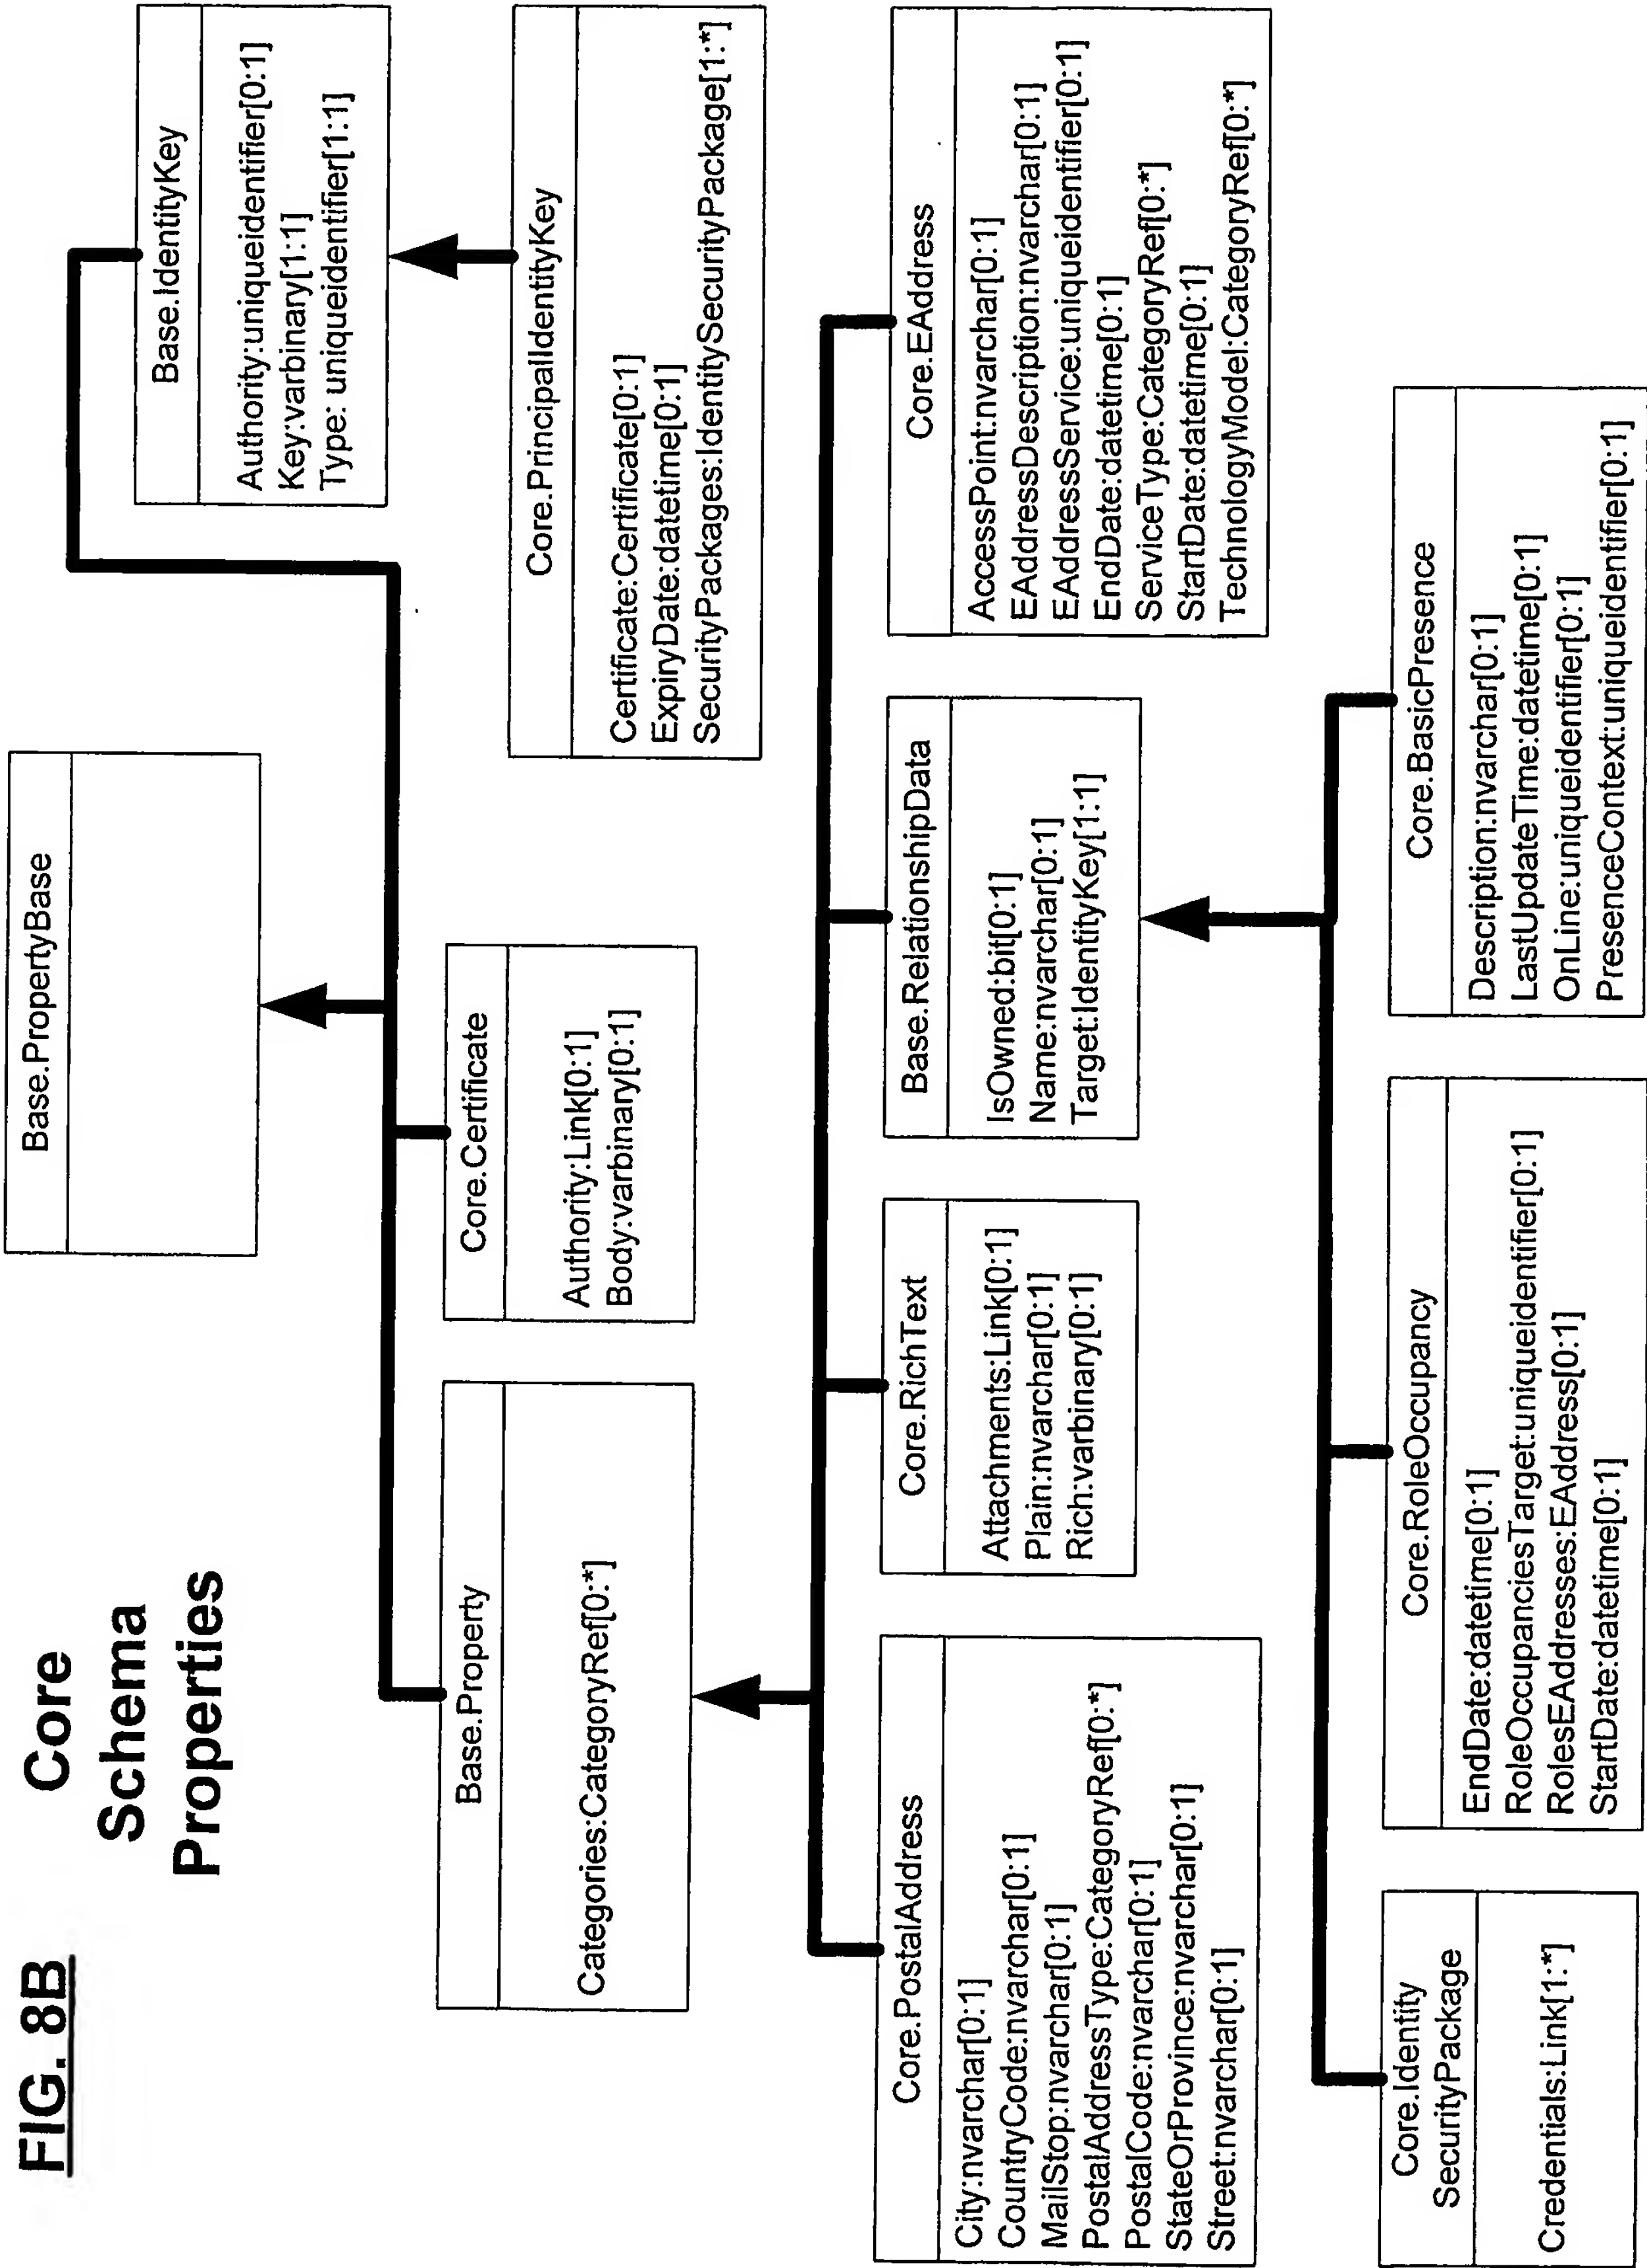 FIG. 8B
Core
Schema
Properties
Base.PropertyBase
Base.IdentityKey
Authority:uniqueidentifier[0:1]
Key:varbinary[1:1]
Type: uniqueidentifier[1:1]
Base.Property
Categories:CategoryRef[0:*]
Core.Certificate
Authority:Link[0:1]
Body:varbinary[0:1]
Core.PrincipalIdentityKey
Certificate:Certificate[0:1]
ExpiryDate:datetime[0:1]
SecurityPackages:IdentitySecurityPackage[1:*]
Core.PostalAddress
City:nvarchar[0:1]
CountryCode:nvarchar[0:1]
MailStop:nvarchar[0:1]
PostalAddressType:CategoryRef[0:*]
PostalCode:nvarchar[0:1]
StateOrProvince:nvarchar[0:1]
Street:nvarchar[0:1]
Core.RichText
Attachments:Link[0:1]
Plain:nvarchar[0:1]
Rich:varbinary[0:1]
Base.RelationshipData
IsOwned:bit[0:1]
Name:nvarchar[0:1]
Target:IdentityKey[1:1]
Core.EAddress
AccessPoint:nvarchar[0:1]
EAddressDescription:nvarchar[0:1]
EAddressService:uniqueidentifier[0:1]
EndDate:datetime[0:1]
ServiceType:CategoryRef[0:*]
StartDate:datetime[0:1]
TechnologyModel:CategoryRef[0:*]
Core.Identity
SecurityPackage
Credentials:Link[1:*]
Core.RoleOccupancy
EndDate:datetime[0:1]
RoleOccupanciesTarget:uniqueidentifier[0:1]
RolesEAddresses:EAddress[0:1]
StartDate:datetime[0:1]
Core.BasicPresence
Description:nvarchar[0:1]
LastUpdateTime:datetime[0:1]
OnLine:uniqueidentifier[0:1]
PresenceContext:uniqueidentifier[0:1]